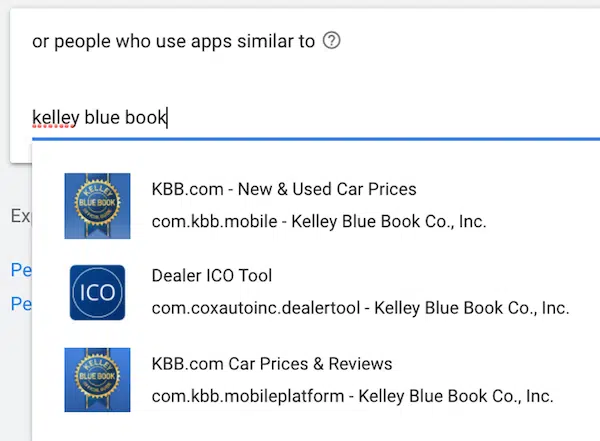 or people who use apps similar to
kelley blue book
KELLEY
BLUE BOOK
KBB.com - New & Used Car Prices
com.kbb.mobile - Kelley Blue Book Co., Inc.
Ex
Pe
ICO
Dealer ICO Tool
com.coxautoinc.dealertool - Kelley Blue Book Co., Inc.
Pe
KELLEY
BLUE BOOK
KBB.com Car Prices & Reviews
com.kbb.mobileplatform - Kelley Blue Book Co., Inc.